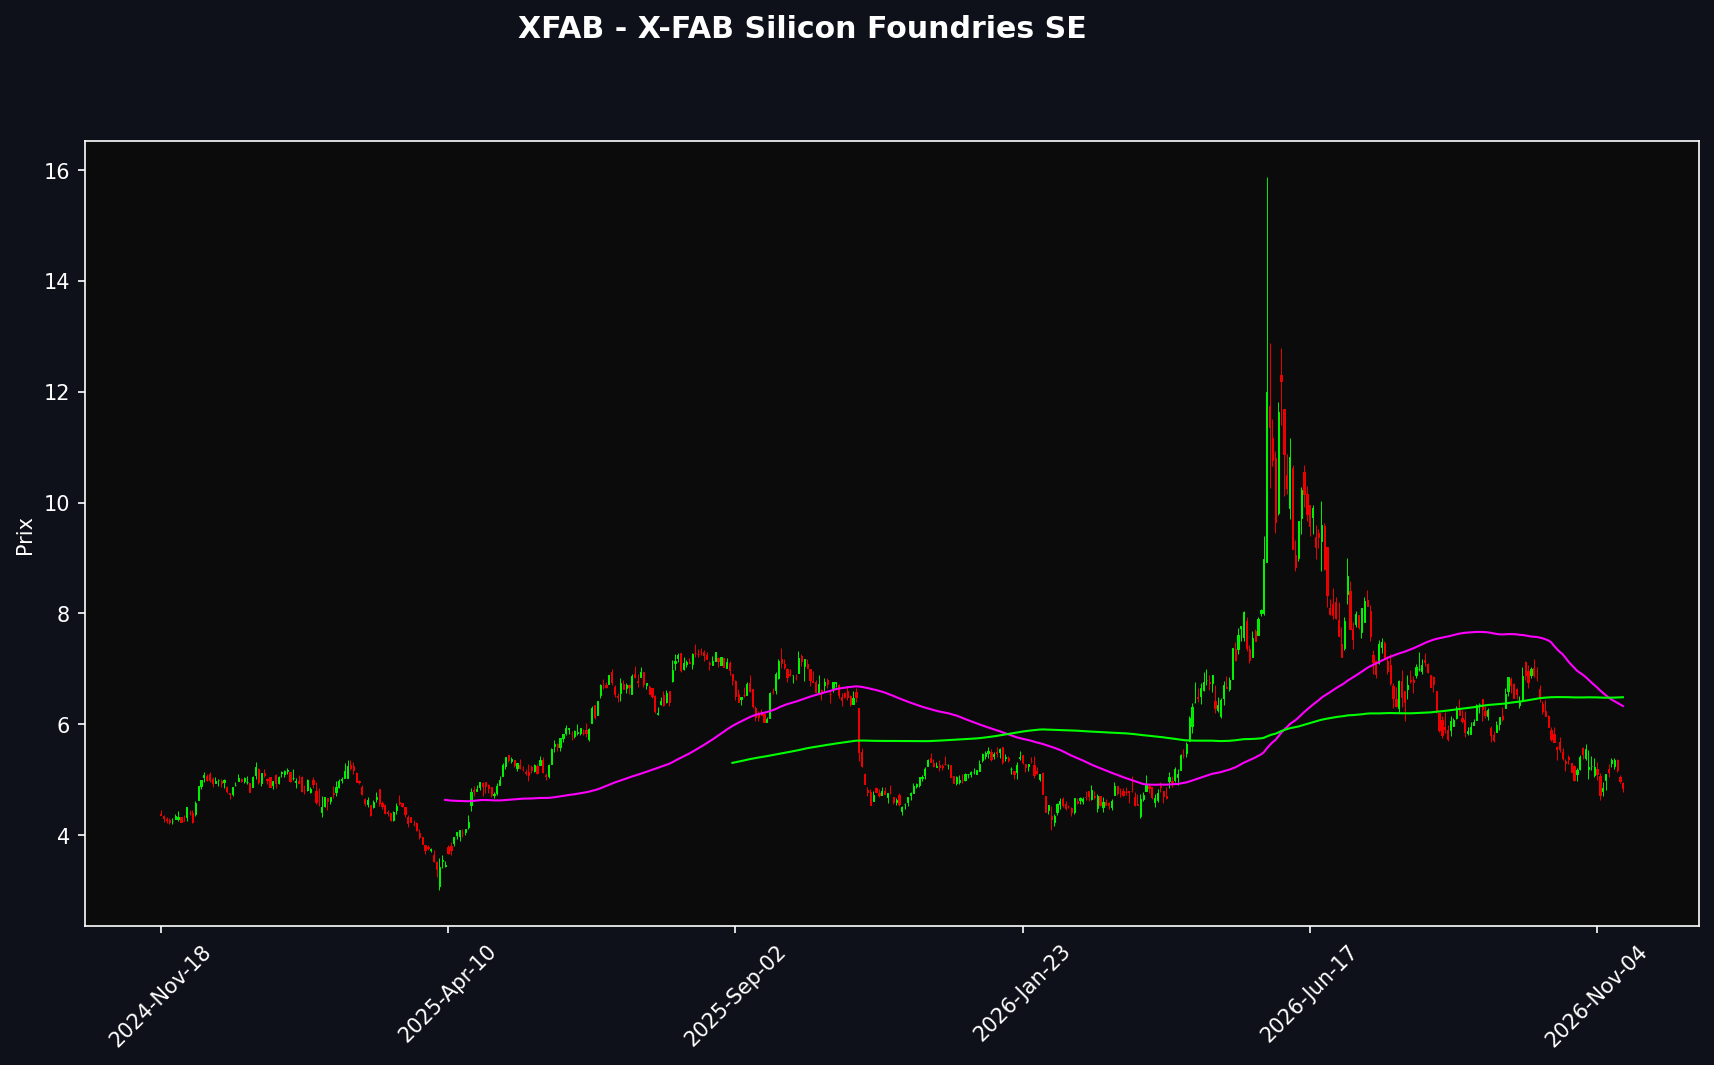 XFAB - X-FAB Silicon Foundries SE
16
14
12
10
8
6
4
Prix
2024-Nov-18
2025-Apr-10
2025-Sep-02
2026-Jan-23
2026-Jun-17
2026-Nov-04